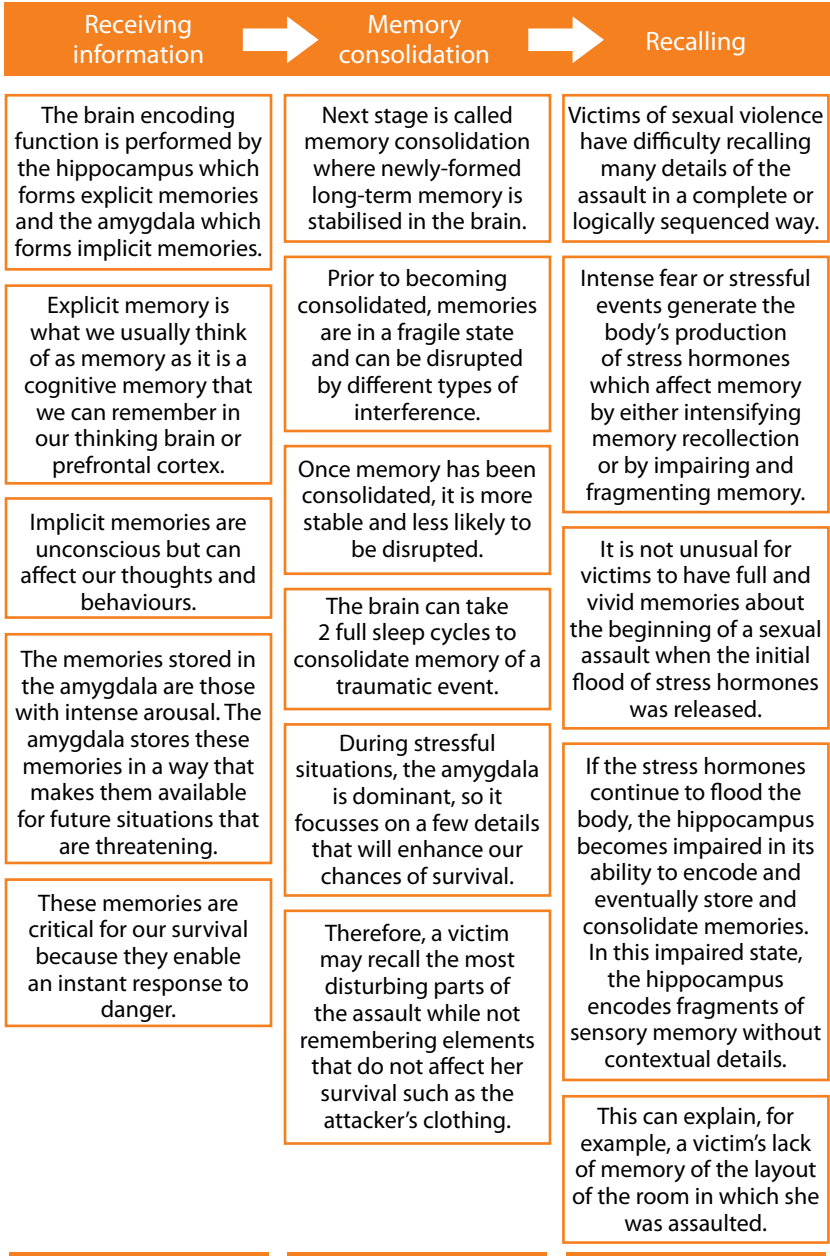 Receiving
information
Memory
consolidation
Recalling
The brain encoding
function is performed by
the hippocampus which
forms explicit memories
and the amygdala which
forms implicit memories.
Explicit memory is
what we usually think
of as memory as it is a
cognitive memory that
we can remember in
our thinking brain or
prefrontal cortex.
Implicit memories are
unconscious but can
affect our thoughts and
behaviours.
The memories stored in
the amygdala are those
with intense arousal. The
amygdala stores these
memories in a way that
makes them available
for future situations that
are threatening.
These memories are
critical for our survival
because they enable
an instant response to
danger.
Next stage is called
memory consolidation
where newly-formed
long-term memory is
stabilised in the brain.
Prior to becoming
consolidated, memories
are in a fragile state
and can be disrupted
by different types of
interference.
Once memory has been
consolidated, it is more
stable and less likely to
be disrupted.
The brain can take
2 full sleep cycles to
consolidate memory of a
traumatic event.
During stressful
situations, the amygdala
is dominant, so it
focusses on a few details
that will enhance our
chances of survival.
Therefore, a victim
may recall the most
disturbing parts of
the assault while not
remembering elements
that do not affect her
survival such as the
attacker's clothing.
Victims of sexual violence
have difficulty recalling
many details of the
assault in a complete or
logically sequenced way.
Intense fear or stressful
events generate the
body's production
of stress hormones
which affect memory
by either intensifying
memory recollection
or by impairing and
fragmenting memory.
It is not unusual for
victims to have full and
vivid memories about
the beginning of a sexual
assault when the initial
flood of stress hormones
was released.
If the stress hormones
continue to flood the
body, the hippocampus
becomes impaired in its
ability to encode and
eventually store and
consolidate memories.
In this impaired state,
the hippocampus
encodes fragments of
sensory memory without
contextual details.
This can explain, for
example, a victim's lack
of memory of the layout
of the room in which she
was assaulted.